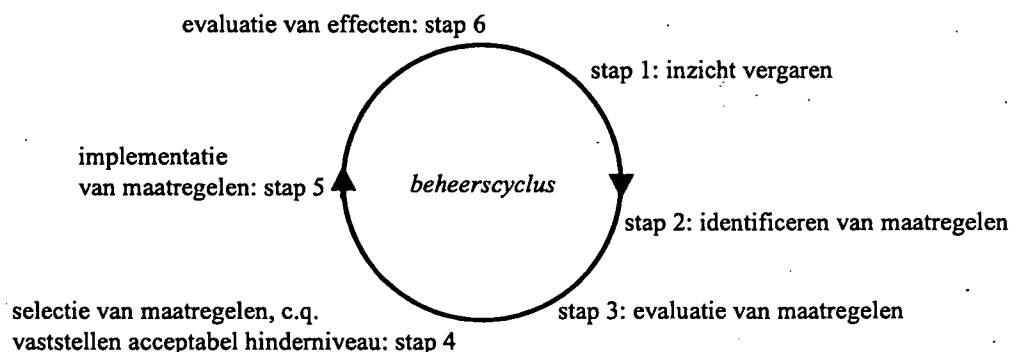 evaluatie van effecten: stap 6
stap 1: inzicht vergaren
implementatie
van maatregelen: stap 5
beheerscyclus
stap 2: identificeren van maatregelen
selectie van maatregelen, c.q.
vaststellen acceptabel hinderniveau: stap 4
stap 3: evaluatie van maatregelen